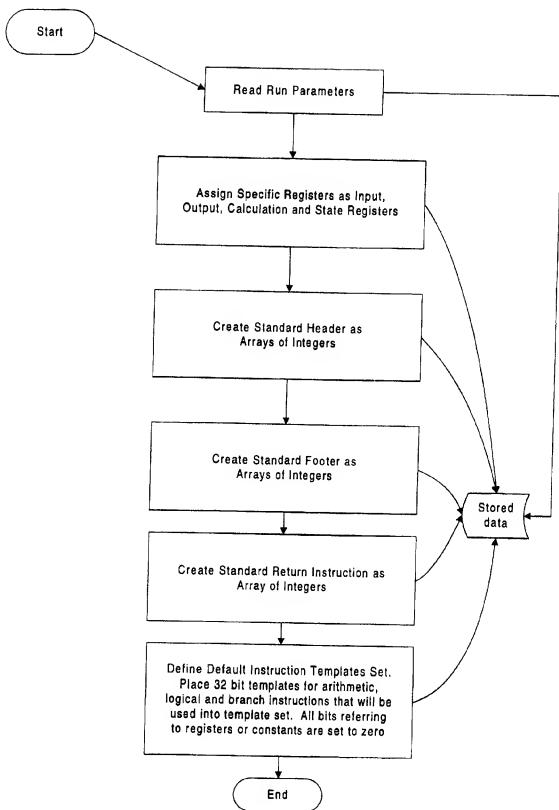 Start
Read Run Parameters
Assign Specific Registers as Input,
Output, Calculation and State Registers
Create Standard Header as
Arrays of Integers
Create Standard Footer as
Arrays of Integers
Stored
data
Create Standard Return Instruction as
Array of Integers
Define Default Instruction Templates Set.
Place 32 bit templates for arithmetic,
logical and branch instructions that will be
used into template set. All bits referring
to registers or constants are set to zero
End